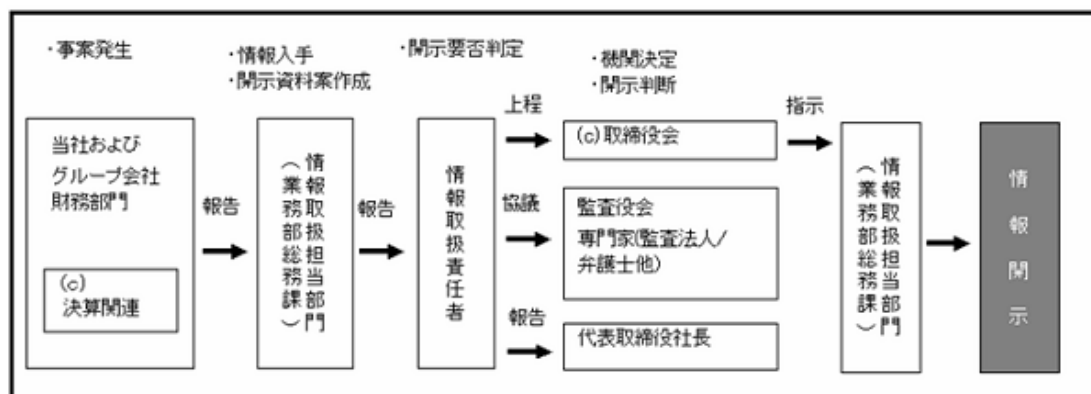 ・事案発生
・情報入手
・開示資料案作成
・開示要否判定
・機関決定
・開示判断
当社および
グループ会社
財務部門
(c)
決算関連
報告
情報取扱担当部門
（業務部総務課）
報告
情報取扱責任者
上程
(c)取締役会
協議
監査役会
専門家(監査法人/
弁護士他)
報告
代表取締役社長
指示
情報取扱担当部門
（業務部総務課）
情報開示